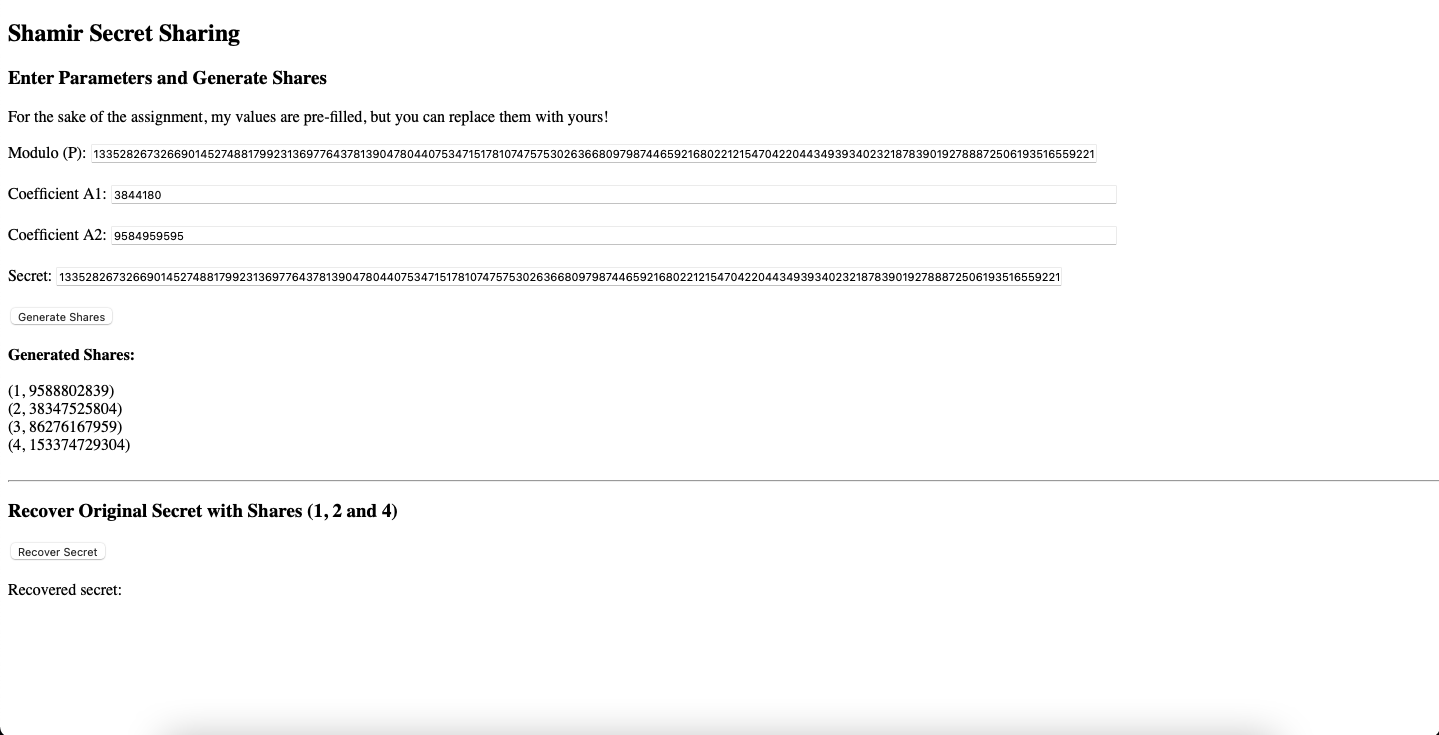 Shamir Secret Sharing
Enter Parameters and Generate Shares
For the sake of the assignment, my values are pre-filled, but you can replace them with yours!
Modulo (P): 133528267326690145274881799231369776437813904780440753471517810747575302636680979874465921680221215470422044349393402321878390192788872506193516559221
Coefficient A1: 3844180
Coefficient A2: 9584959595
Secret: 133528267326690145274881799231369776437813904780440753471517810747575302636680979874465921680221215470422044349393402321878390192788872506193516559221
Generate Shares
Generated Shares:
(1, 9588802839)
(2, 38347525804)
(3, 86276167959)
(4, 153374729304)
Recover Original Secret with Shares (1, 2 and 4)
Recover Secret
Recovered secret: